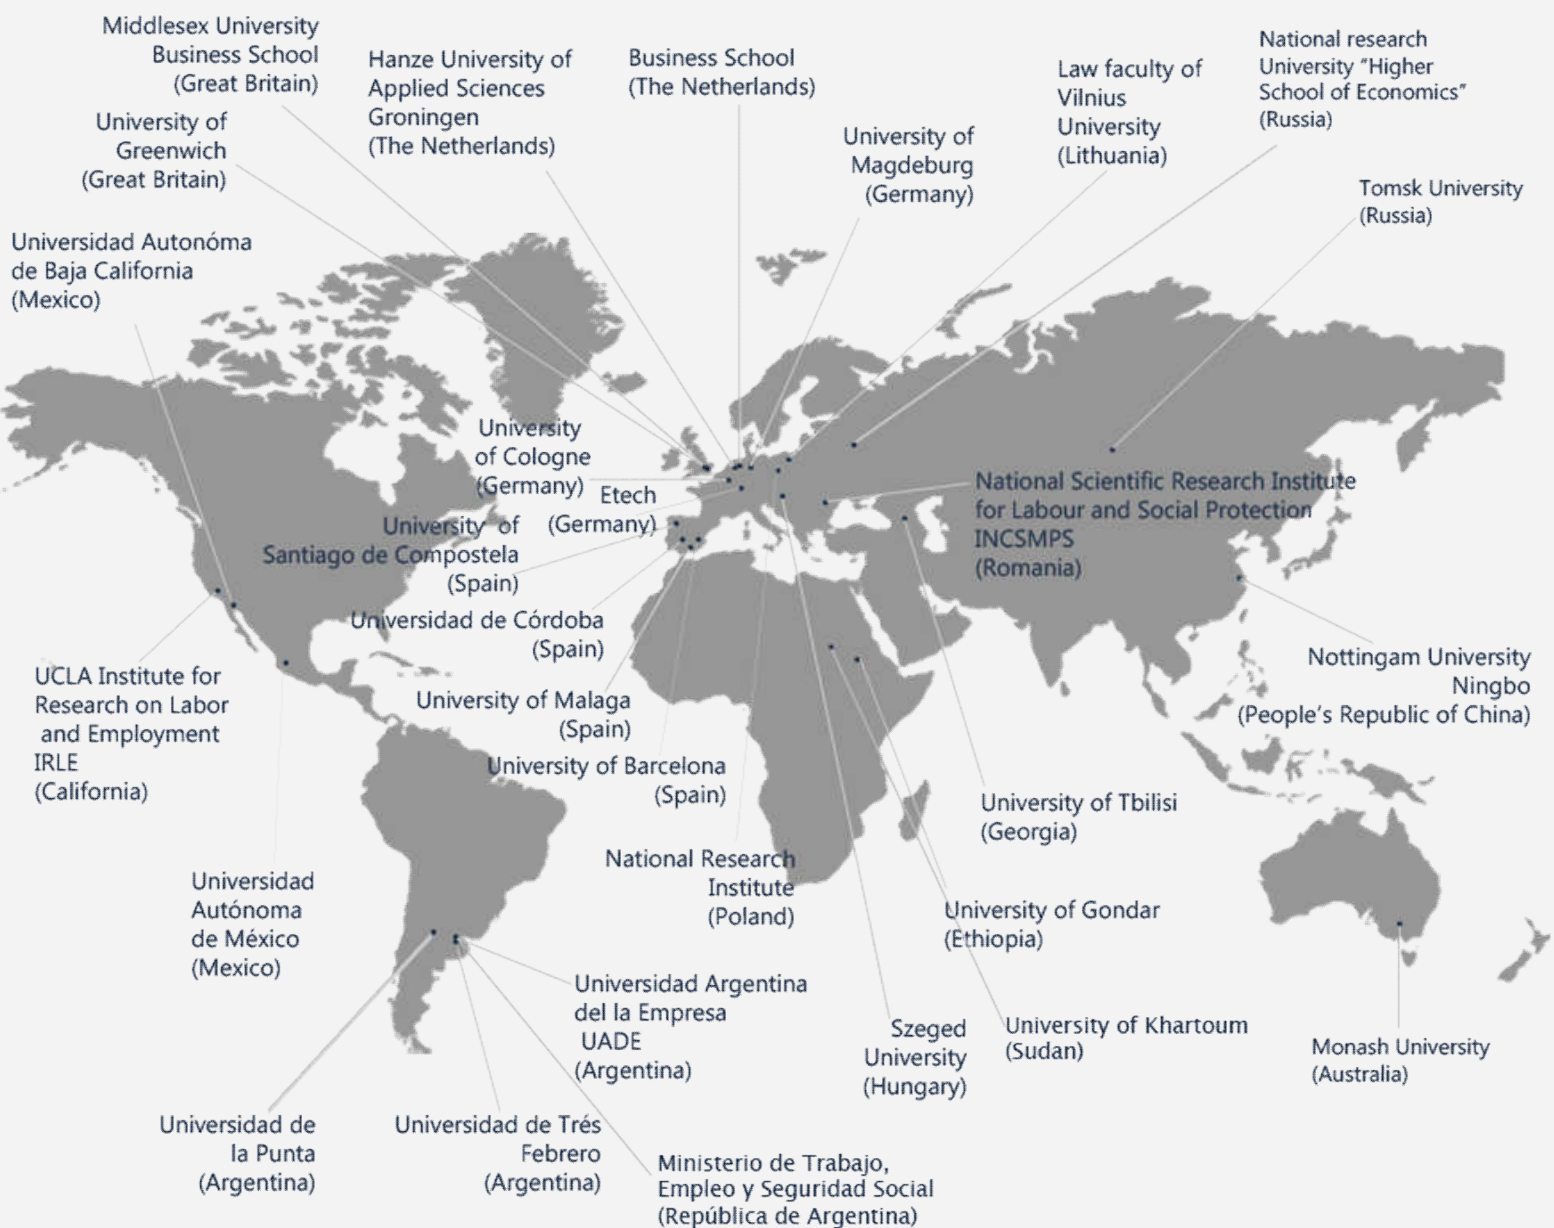 Middlesex University
Business School
(Great Britain)
Hanze University of
Applied Sciences
Groningen
(The Netherlands)
Business School
(The Netherlands)
Law faculty of
Vilnius
University
(Lithuania)
National research
University “Higher
School of Economics”
(Russia)
University of
Greenwich
(Great Britain)
University of
Magdeburg
(Germany)
Tomsk University
(Russia)
Universidad Autonóma
de Baja California
(Mexico)
University
of Cologne
(Germany)
Etech
(Germany)
National Scientific Research Institute
for Labour and Social Protection
INCSMPS
(Romania)
University of
Santiago de Compostela
(Spain)
Universidad de Córdoba
(Spain)
UCLA Institute for
Research on Labor
and Employment
IRLE
(California)
University of Malaga
(Spain)
Nottingam University
Ningbo
(People’s Republic of China)
University of Barcelona
(Spain)
University of Tbilisi
(Georgia)
National Research
Institute
(Poland)
Universidad
Autónoma
de México
(Mexico)
University of Gondar
(Ethiopia)
Universidad Argentina
del la Empresa
UADE
(Argentina)
Szeged
University
(Hungary)
University of Khartoum
(Sudan)
Monash University
(Australia)
Universidad de
la Punta
(Argentina)
Universidad de Trés
Febrero
(Argentina)
Ministerio de Trabajo,
Empleo y Seguridad Social
(República de Argentina)